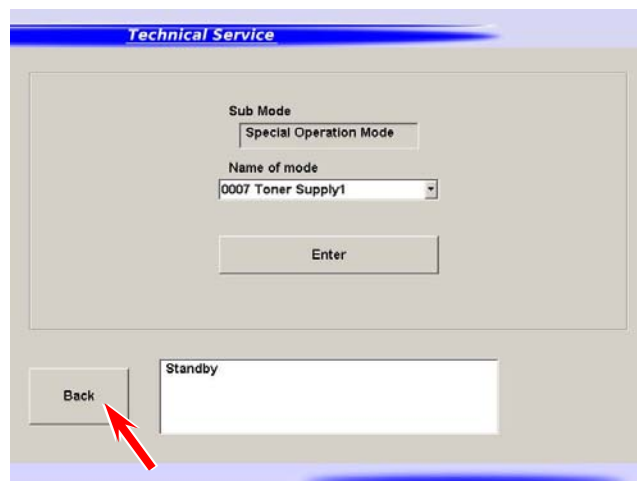 Technical Service
Sub Mode
Special Operation Mode
Name of mode
0007 Toner Supply1
Enter
Standby
Back